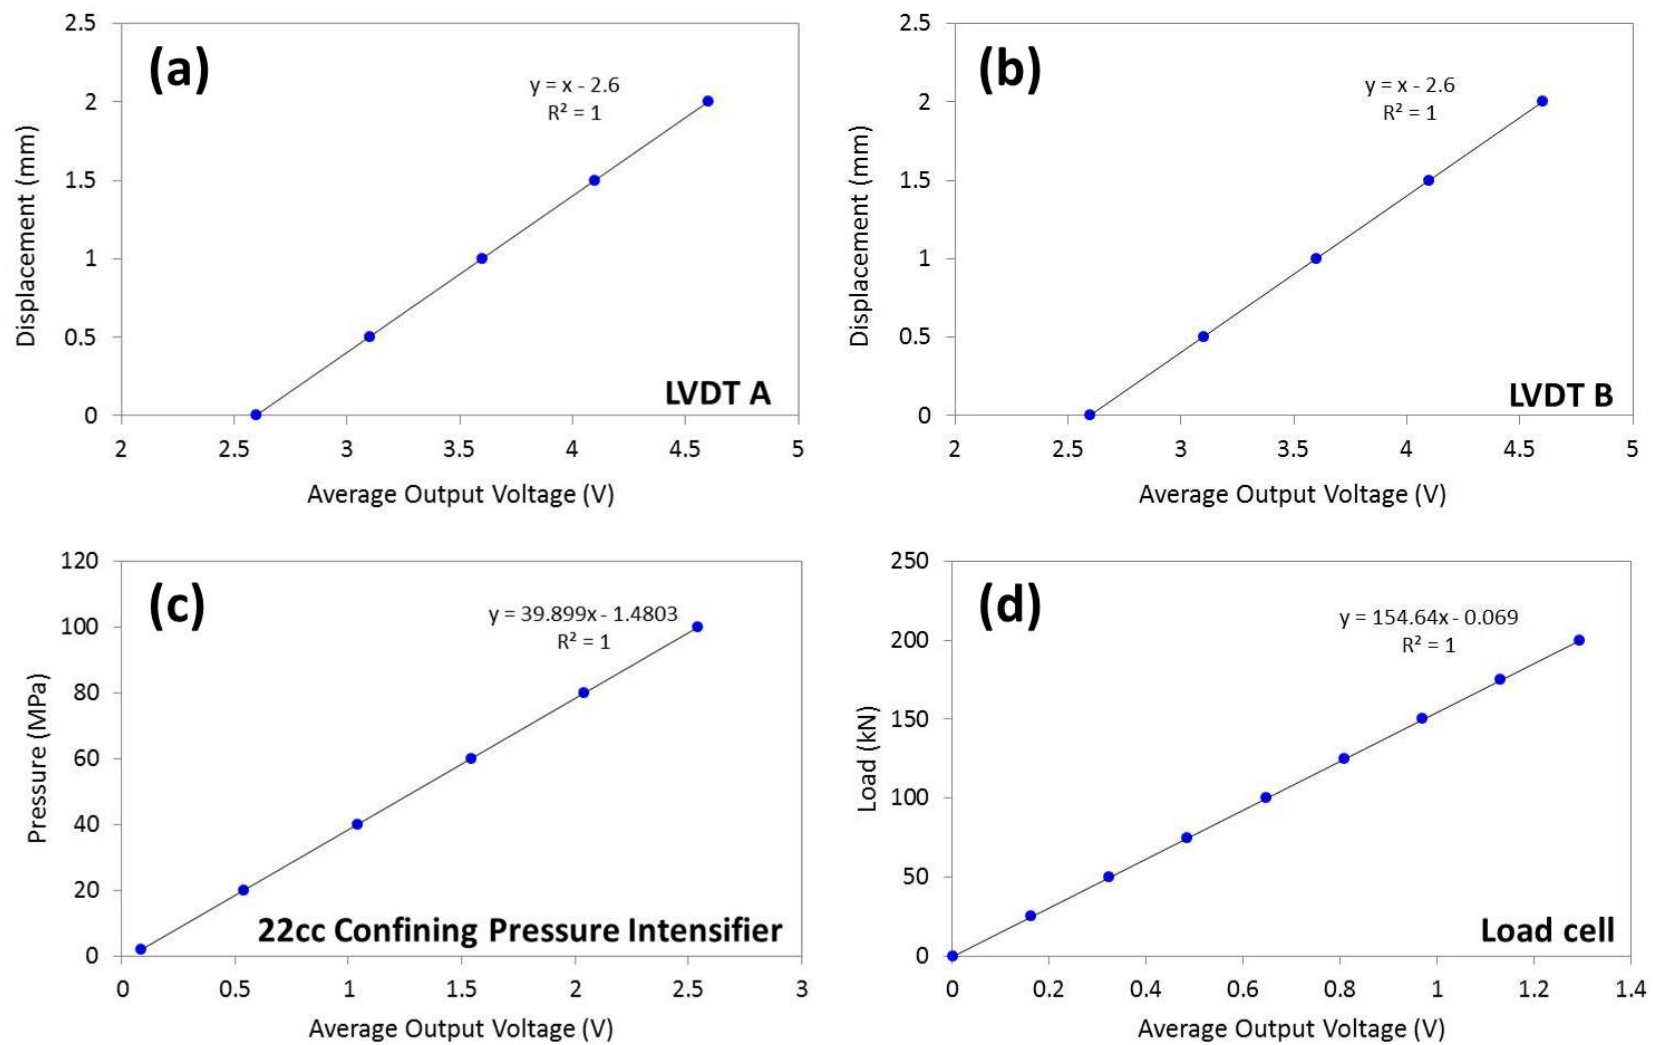 (a)
y = x - 2.6
R² = 1
LVDT A
Displacement (mm)
2.5
2
1.5
1
0.5
0
2 2.5 3 3.5 4 4.5 5
Average Output Voltage (V)
(b)
y = x - 2.6
R² = 1
LVDT B
Displacement (mm)
2.5
2
1.5
1
0.5
0
2 2.5 3 3.5 4 4.5 5
Average Output Voltage (V)
(c)
y = 39.899x - 1.4803
R² = 1
22cc Confining Pressure Intensifier
Pressure (MPa)
120
100
80
60
40
20
0
0 0.5 1 1.5 2 2.5 3
Average Output Voltage (V)
(d)
y = 154.64x - 0.069
R² = 1
Load cell
Load (kN)
250
200
150
100
50
0
0 0.2 0.4 0.6 0.8 1 1.2 1.4
Average Output Voltage (V)